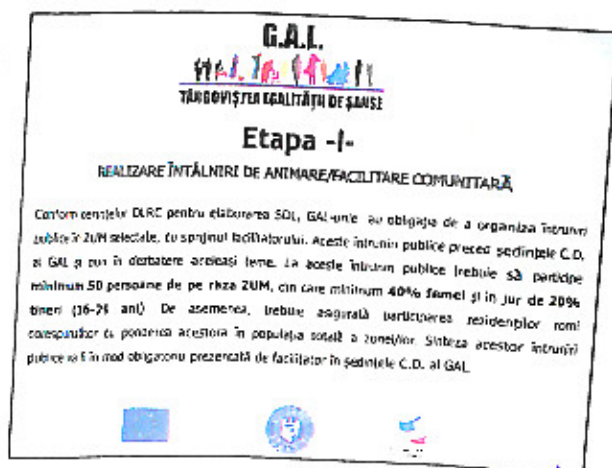 G.A.L.
TÂRGOVIȘTEA EGALITĂȚII DE ȘANSE
Etapa -I-
REALIZARE ÎNTÂLNIRI DE ANIMARE/FACILITARE COMUNITARĂ
Conform cerințelor DLRC pentru elaborarea SDL, GAL-urile au obligația de a organiza întruniri
publice în ZUM selectate, cu sprijinul facilitatorului. Aceste întruniri publice preced ședințele C.D.
al GAL și pun în dezbatere aceleași teme. La aceste întruniri publice trebuie să participe
minimum 50 persoane de pe raza ZUM, din care minimum 40% femei și în jur de 20%
tineri (16-25 ani). De asemenea, trebuie asigurată participarea rezidenților romi
corespunzător cu ponderea acestora în populația totală a zonei/lor. Sinteza acestor întruniri
publice va fi în mod obligatoriu prezentată de facilitator în ședințele C.D. al GAL.